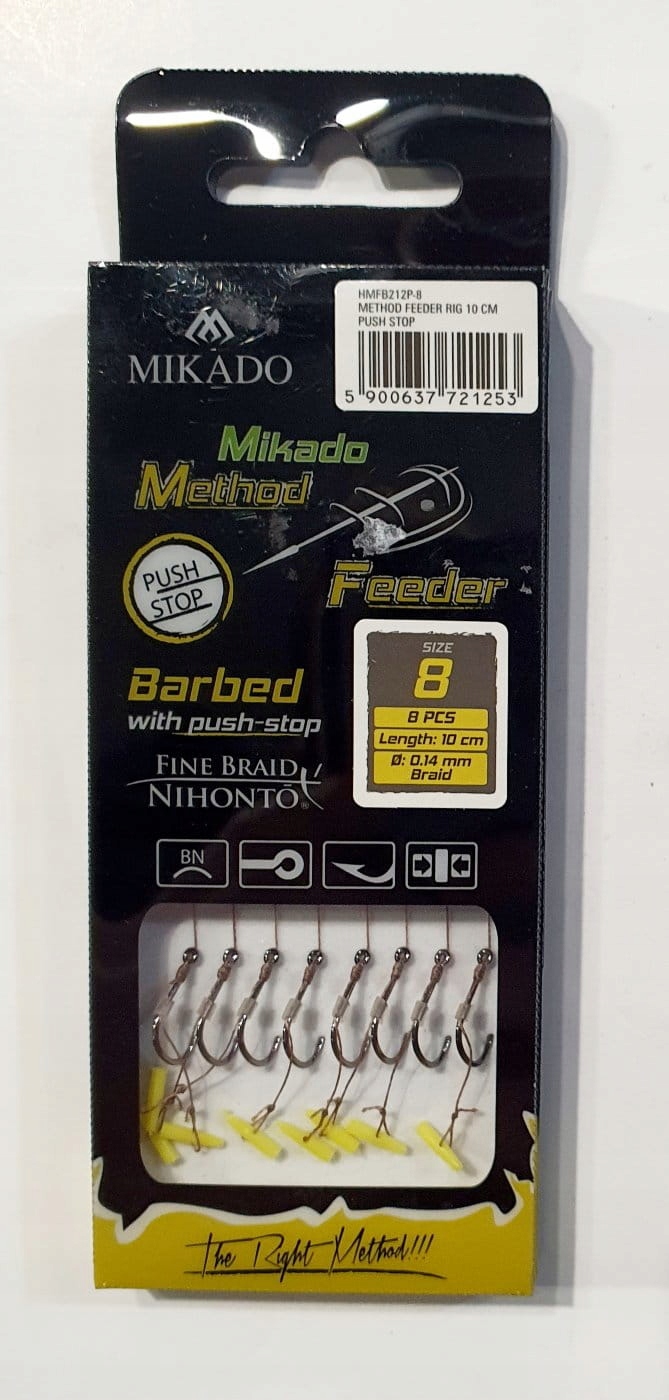 HMFB212P-8
METHOD FEEDER RIG 10 CM
PUSH STOP
5 900637 721253
MIKADO
Mikado
Method
Feeder
PUSH
STOP
Barbed
with push-stop
FINE BRAID
NIHONTŌ®
SIZE
8
8 PCS
Length: 10 cm
Ø: 0.14 mm
Braid
BN
The Right Method!!!